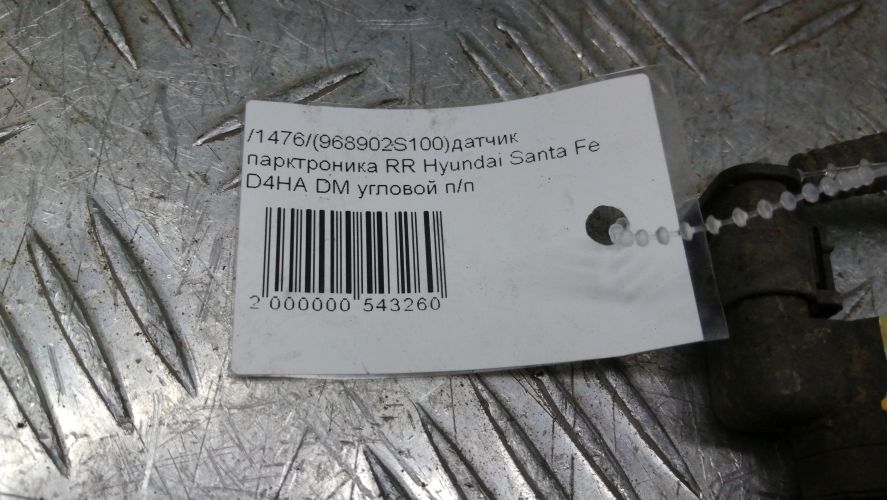 /1476/(968902S100)датчик
парктроника RR Hyundai Santa Fe
D4HA DM угловой п/п
2 000000 543260